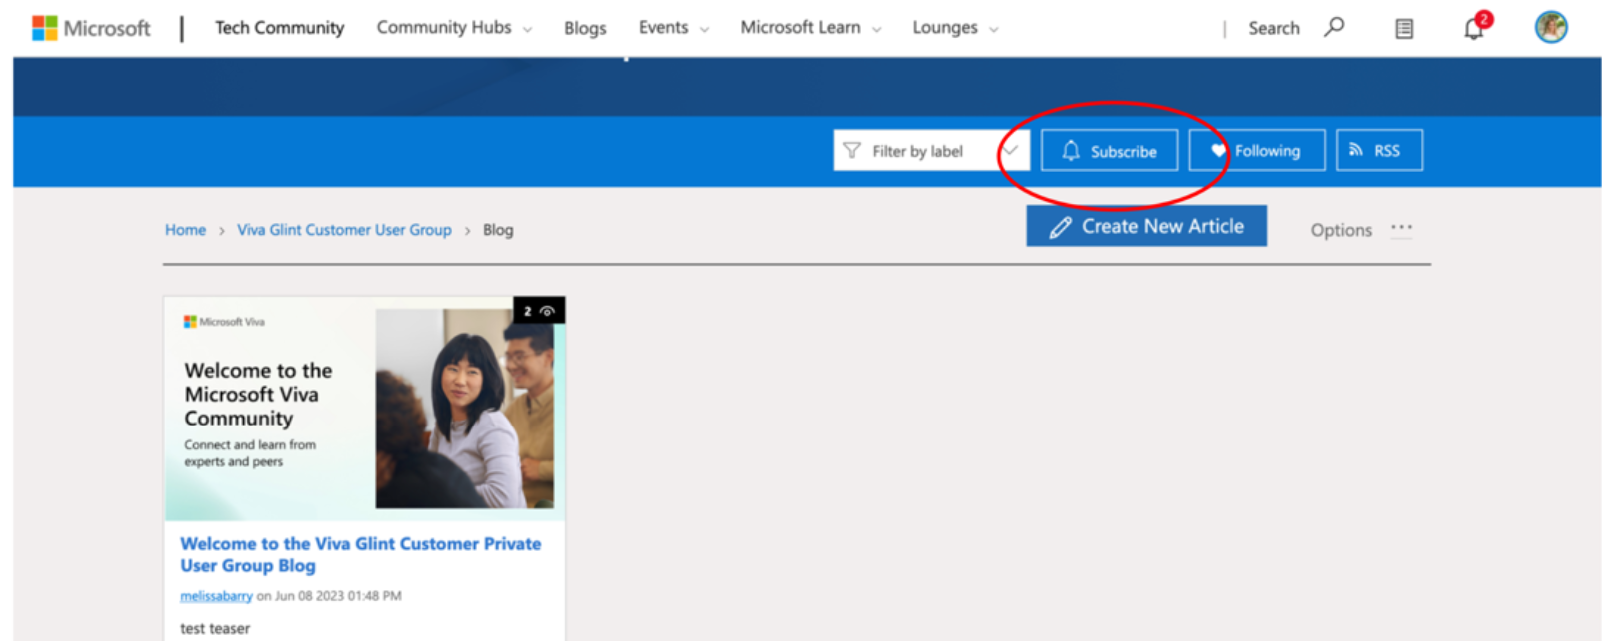 Microsoft | Tech Community Community Hubs Blogs Events Microsoft Learn Lounges | Search 2
Filter by label Subscribe Following RSS
Home > Viva Glint Customer User Group > Blog Create New Article Options ...
2
Microsoft Viva
Welcome to the
Microsoft Viva
Community
Connect and learn from
experts and peers
Welcome to the Viva Glint Customer Private
User Group Blog
melissabarry on Jun 08 2023 01:48 PM
test teaser